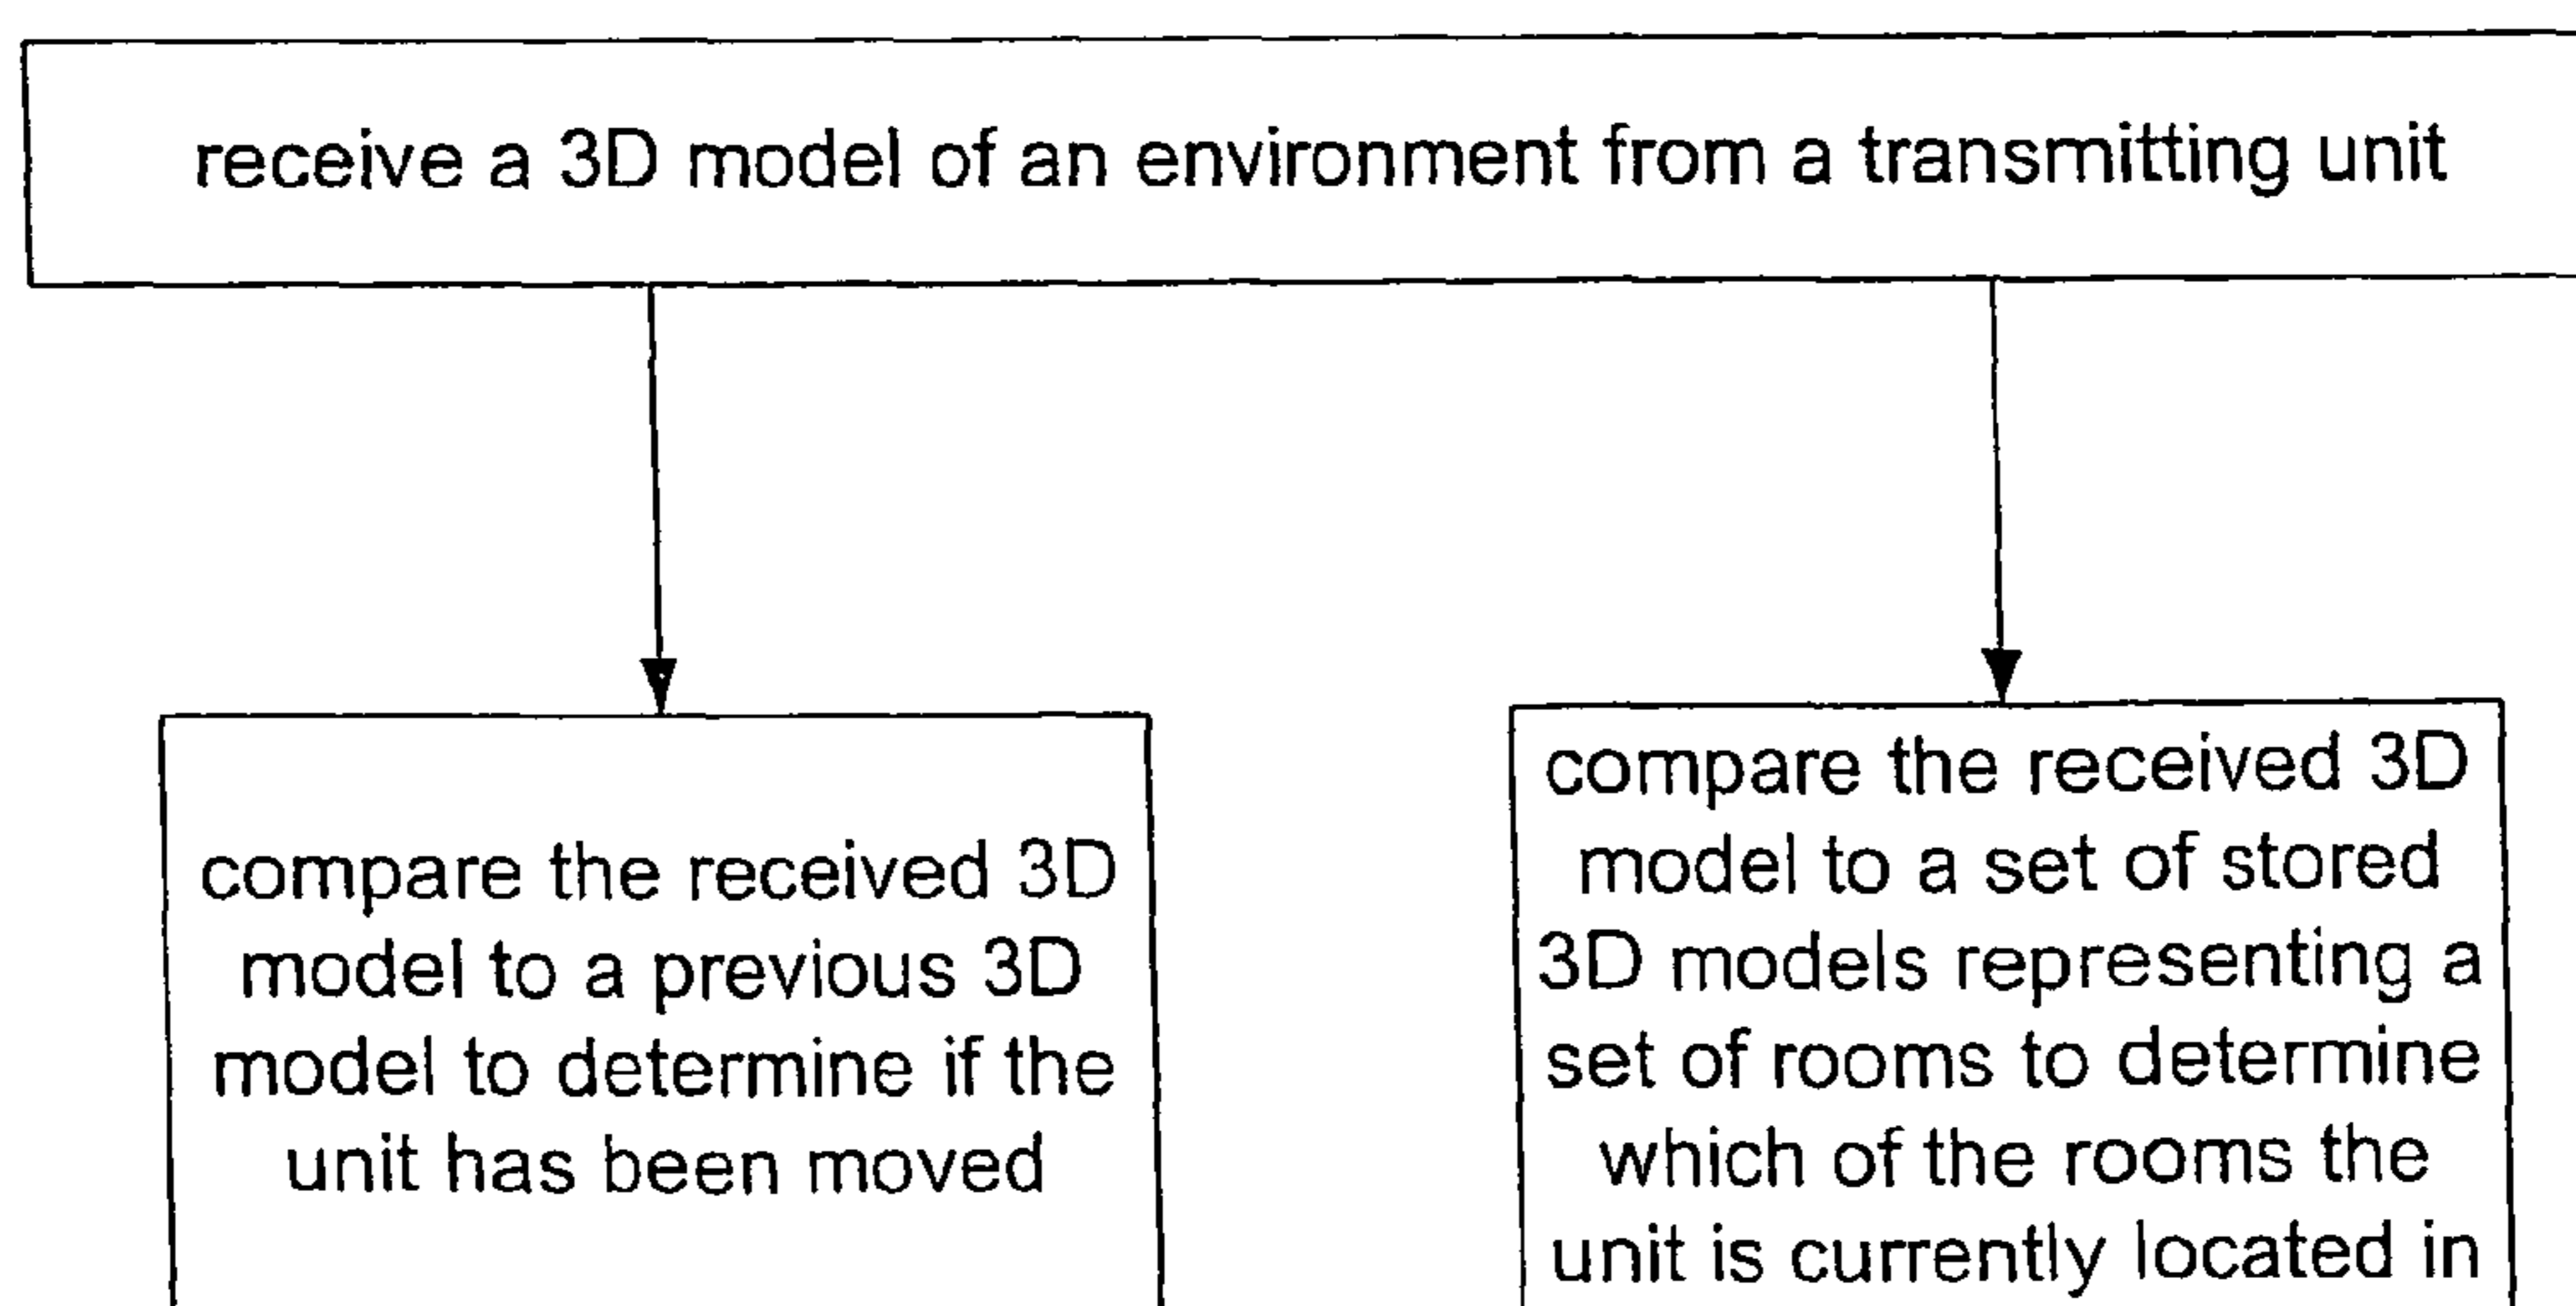 receive a 3D model of an environment from a transmitting unit
compare the received 3D
model to a previous 3D
model to determine if the
unit has been moved
compare the received 3D
model to a set of stored
3D models representing a
set of rooms to determine
which of the rooms the
unit is currently located in